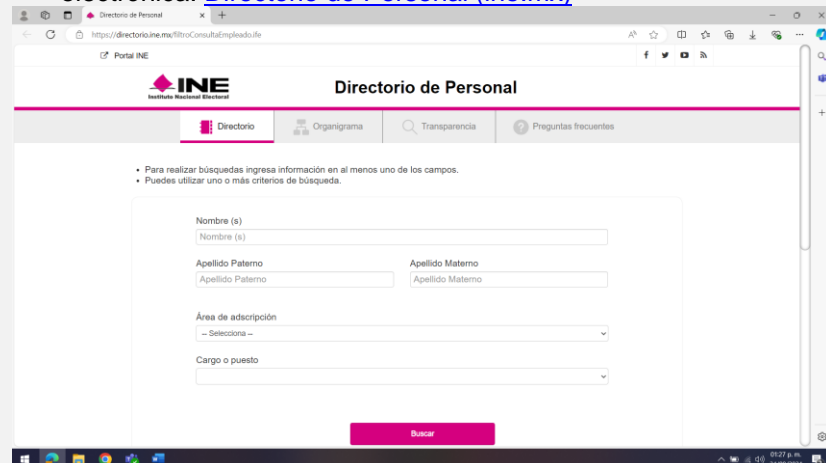 electrónica: Directorio de Personal (ine.mx)
Directorio de Personal
https://directorio.ine.mx/filtroConsultaEmpleado.ife
Portal INE
INE
Instituto Nacional Electoral
Directorio de Personal
Directorio Organigrama Transparencia Preguntas frecuentes
• Para realizar búsquedas ingresa información en al menos uno de los campos.
• Puedes utilizar uno o más criterios de búsqueda.
Nombre (s)
Nombre (s)
Apellido Paterno Apellido Materno
Apellido Paterno Apellido Materno
Área de adscripción
-- Selecciona --
Cargo o puesto
Buscar
01:27 p. m.